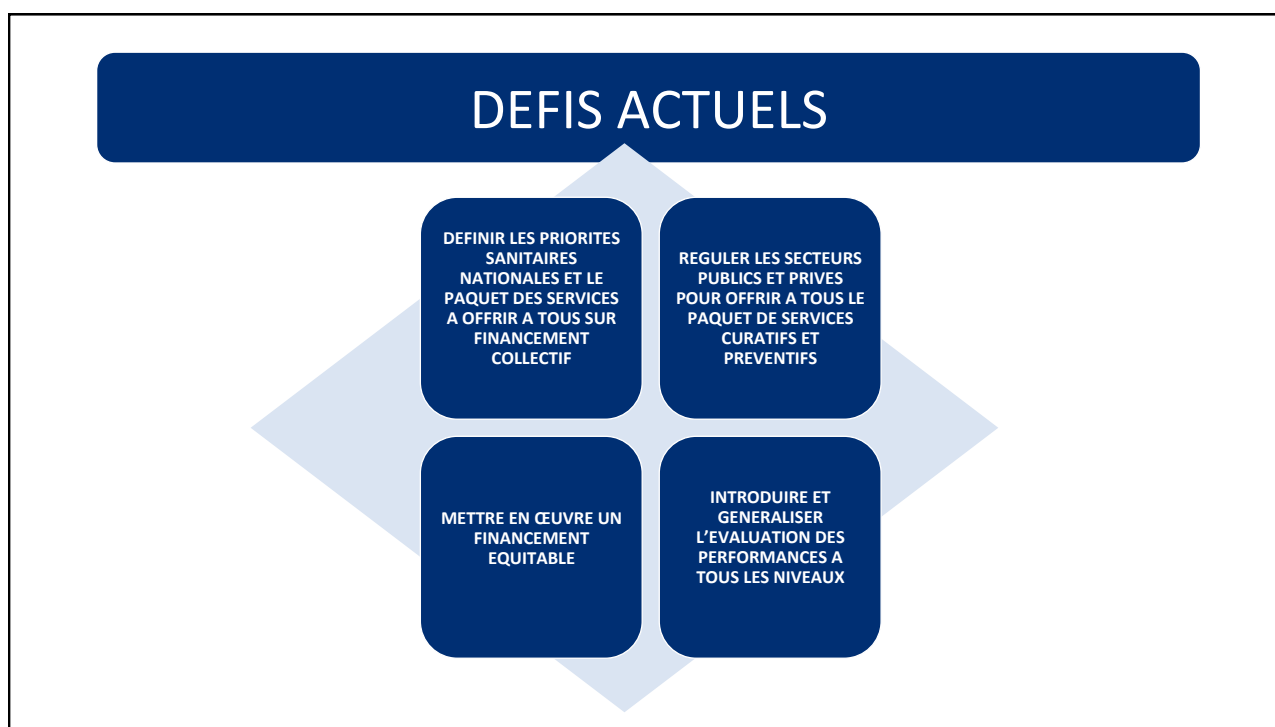 DEFIS ACTUELS
DEFINIR LES PRIORITES
SANITAIRES
NATIONALES ET LE
PAQUET DES SERVICES
A OFFRIR A TOUS SUR
FINANCEMENT
COLLECTIF
REGULER LES SECTEURS
PUBLICS ET PRIVES
POUR OFFRIR A TOUS LE
PAQUET DE SERVICES
CURATIFS ET
PREVENTIFS
METTRE EN ŒUVRE UN
FINANCEMENT
EQUITABLE
INTRODUIRE ET
GENERALISER
L’EVALUATION DES
PERFORMANCES A
TOUS LES NIVEAUX